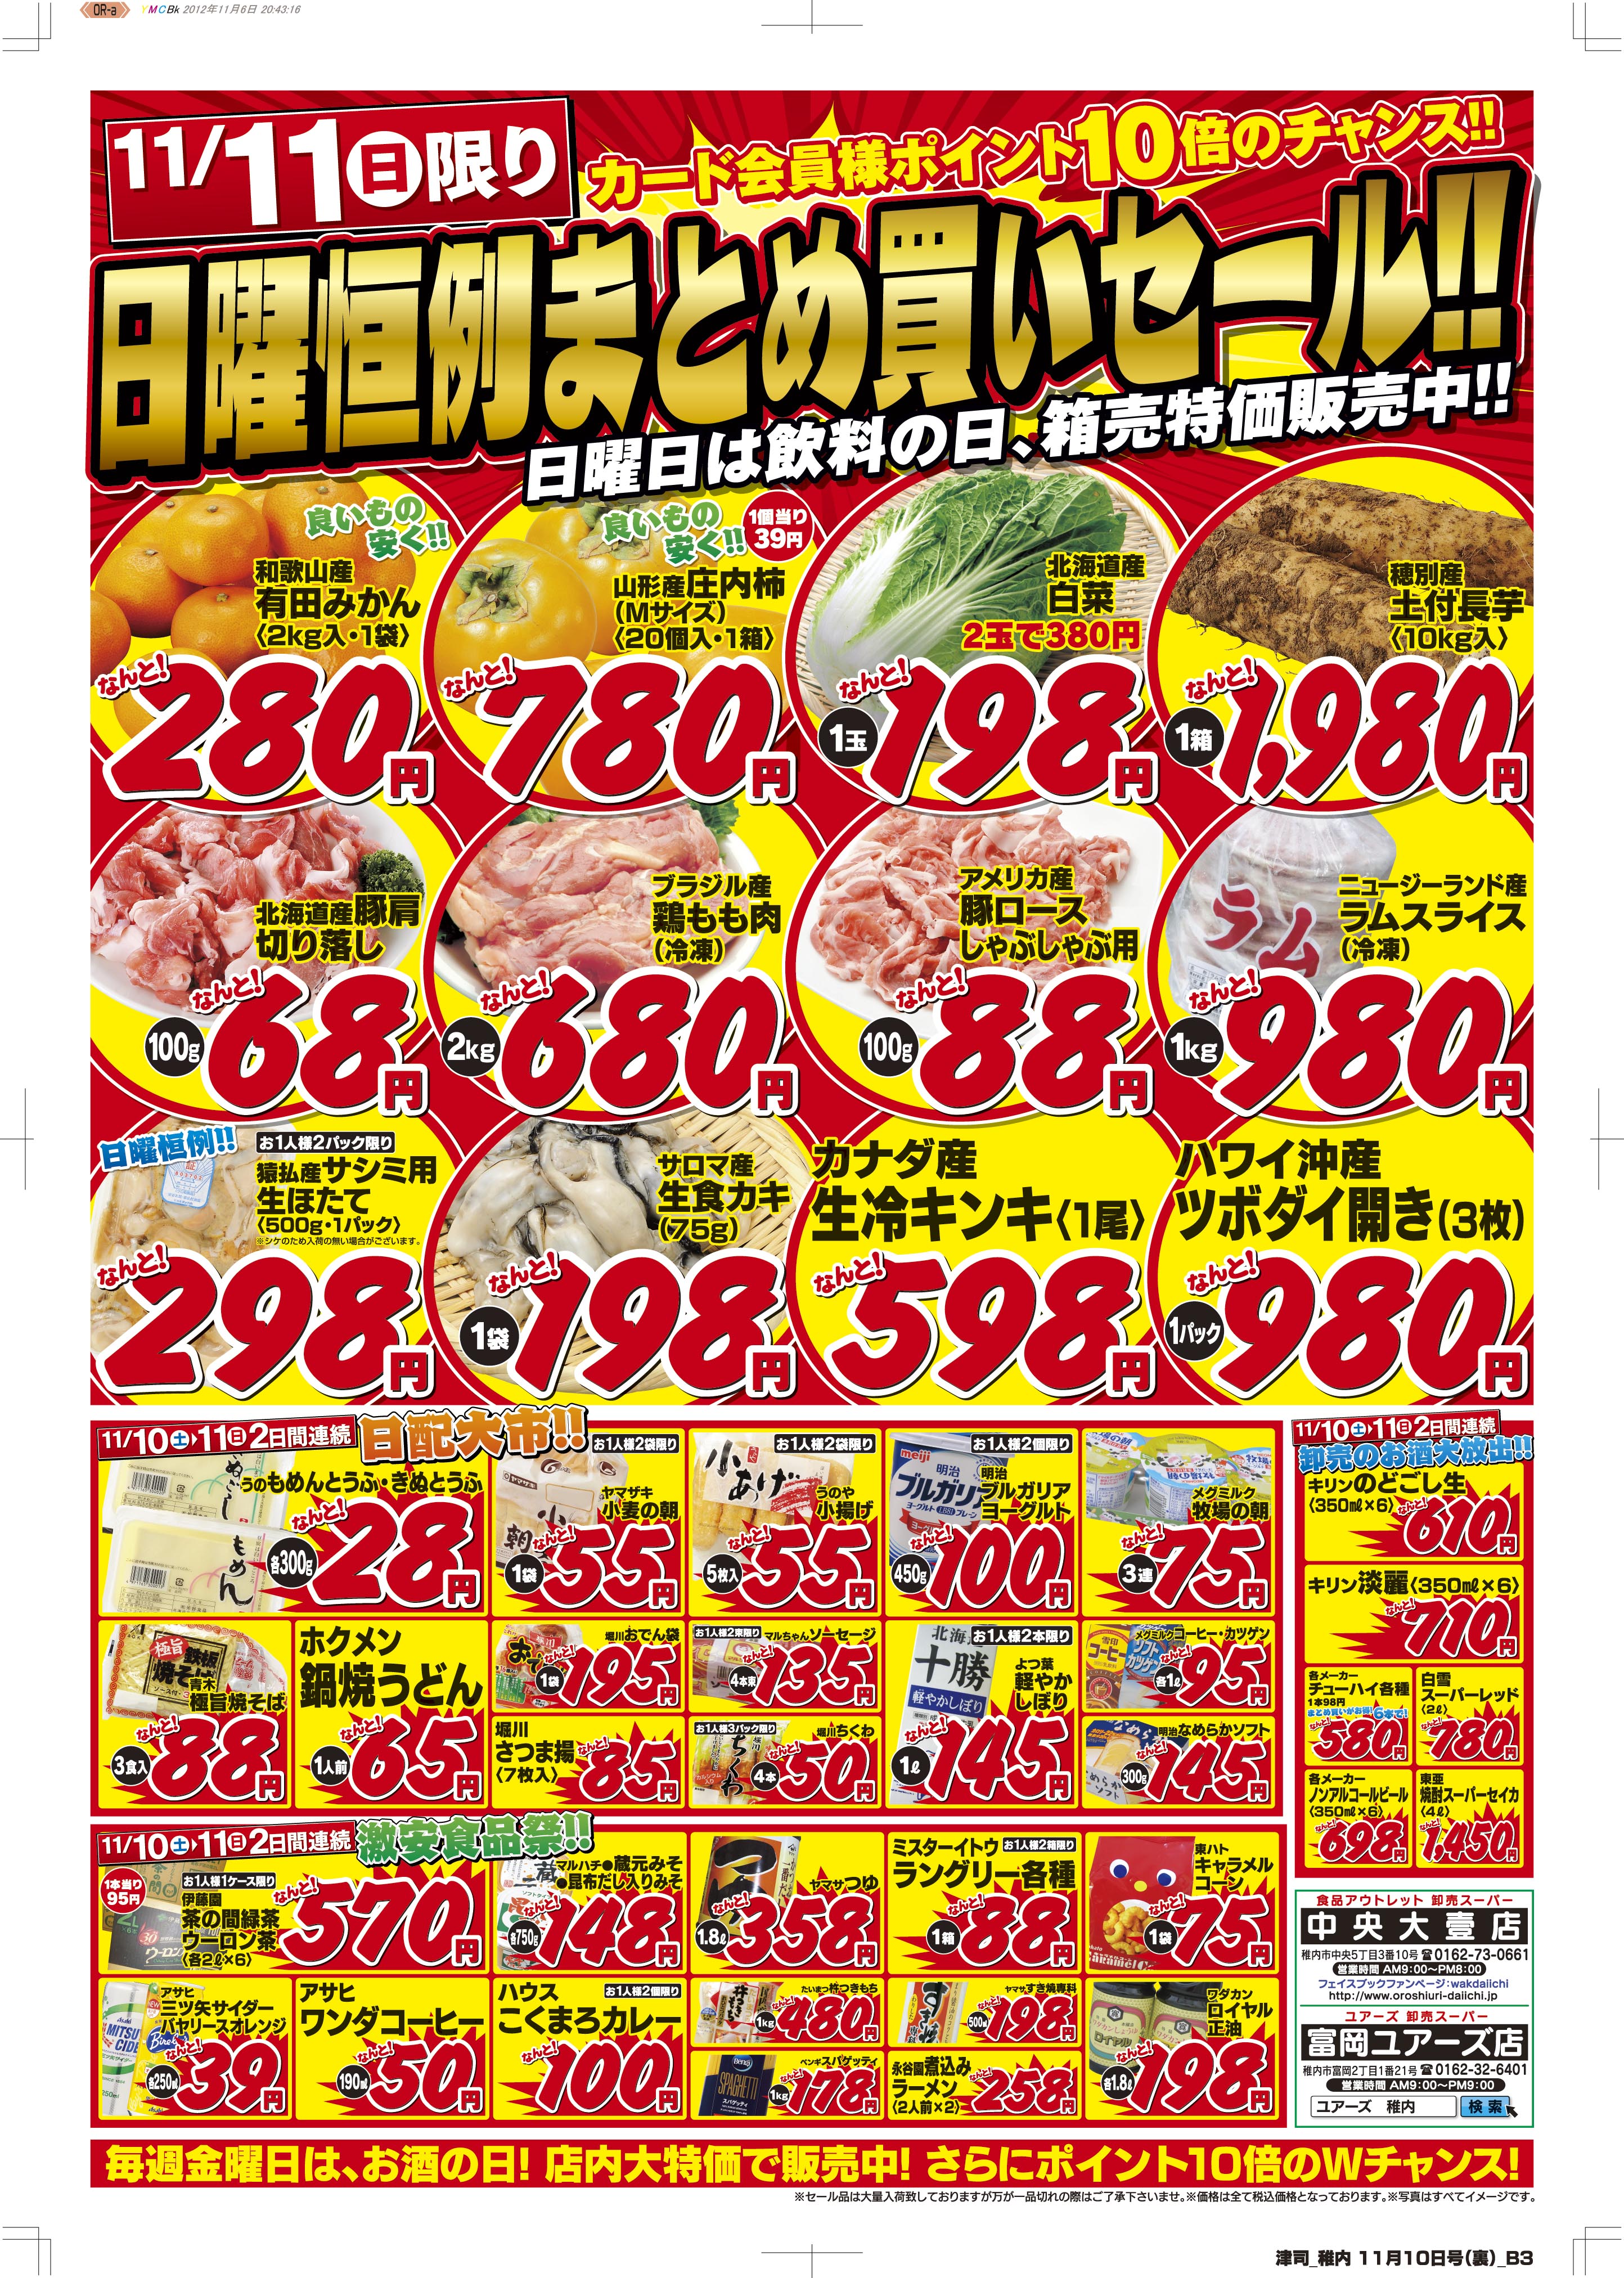 OR-a YMCBk 2012年11月6日 20:43:16
11/11日限り
カード会員様ポイント10倍のチャンス!!
日曜恒例まとめ買いセール!!
日曜日は飲料の日、箱売特価販売中!!
良いもの
安く!!
和歌山産
有田みかん
〈2kg入・1袋〉
なんと!
280円
良いもの
安く!!
1個当り
39円
山形産庄内柿
(Mサイズ)
〈20個入・1箱〉
なんと!
780円
北海道産
白菜
2玉で380円
なんと!
1玉
198円
穂別産
土付長芋
〈10kg入〉
なんと!
1箱
1,980円
北海道産豚肩
切り落し
なんと!
100g
68円
ブラジル産
鶏もも肉
(冷凍)
なんと!
2kg
680円
アメリカ産
豚ロース
しゃぶしゃぶ用
なんと!
100g
88円
ラム
ニュージーランド産
ラムスライス
(冷凍)
なんと!
1kg
980円
日曜恒例!!
お1人様2パック限り
猿払産サシミ用
生ほたて
〈500g・1パック〉
※シケのため入荷の無い場合がございます。
なんと!
298円
サロマ産
生食カキ
(75g)
なんと!
1袋
198円
カナダ産
生冷キンキ〈1尾〉
なんと!
598円
ハワイ沖産
ツボダイ開き(3枚)
なんと!
1パック
980円
11/10土▶11日2日間連続
日配大市!!
うのもめんとうふ・きぬとうふ
もめん
なんと!
各300g
28円
お1人様2袋限り
ヤマザキ
小麦の朝
なんと!
1袋
55円
お1人様2袋限り
小あげ
うのや
小揚げ
なんと!
5枚入
55円
お1人様2個限り
meiji
明治
ブルガリア
明治
ブルガリア
ヨーグルト
なんと!
450g
100円
メグミルク
牧場の朝
なんと!
3連
75円
極旨
鉄板
焼そば
青木
極旨焼そば
なんと!
3食入
88円
ホクメン
鍋焼うどん
なんと!
1人前
65円
堀川おでん袋
なんと!
1袋
195円
お1人様2束限り
マルちゃんソーセージ
なんと!
4本束
135円
堀川
さつま揚
〈7枚入〉
なんと!
85円
お1人様3パック限り
堀川ちくわ
ちくわ
なんと!
4本
50円
お1人様2本限り
十勝
軽やかしぼり
よつ葉
軽やか
しぼり
なんと!
1ℓ
145円
メグミルクコーヒー・カツゲン
なんと!
各1ℓ
95円
明治なめらかソフト
なんと!
300g
145円
11/10土▶11日2日間連続
卸売のお酒大放出!!
キリンのどごし生
〈350㎖×6〉
なんと!
610円
キリン淡麗〈350㎖×6〉
なんと!
710円
各メーカー
チューハイ各種
1本98円
まとめ買いがお得!6本で!
なんと!
580円
白雪
スーパーレッド
〈2ℓ〉
なんと!
780円
各メーカー
ノンアルコールビール
〈350㎖×6〉
なんと!
698円
東亜
焼酎スーパーセイカ
〈4ℓ〉
なんと!
1,450円
11/10土▶11日2日間連続
激安食品祭!!
1本当り
95円
お1人様1ケース限り
伊藤園
茶の間緑茶
ウーロン茶
〈各2ℓ×6〉
なんと!
570円
マルハチ●蔵元みそ
●昆布だし入りみそ
なんと!
各750g
148円
ヤマサつゆ
なんと!
1.8ℓ
358円
ミスターイトウ
お1人様2箱限り
ラングリー各種
なんと!
1箱
88円
東ハト
キャラメル
コーン
なんと!
1袋
75円
アサヒ
三ツ矢サイダー
バヤリースオレンジ
なんと!
各250㎖
39円
アサヒ
ワンダコーヒー
なんと!
190㎖
50円
ハウス
お1人様2個限り
こくまろカレー
なんと!
100円
たいまつ杵つきもち
なんと!
1kg
480円
ベンギスパゲッティ
SPAGHETTI
なんと!
1kg
178円
ヤマサすき焼専科
なんと!
500㎖
198円
永谷園煮込み
ラーメン
〈2人前×2〉
なんと!
258円
ワダカン
ロイヤル
正油
なんと!
各1.8ℓ
198円
食品アウトレット 卸売スーパー
中央大壹店
稚内市中央5丁目3番10号☎0162-73-0661
営業時間 AM9:00〜PM8:00
フェイスブックファンページ:wakdaiichi
http://www.oroshiuri-daiichi.jp
ユアーズ 卸売スーパー
富岡ユアーズ店
稚内市富岡2丁目1番21号☎0162-32-6401
営業時間 AM9:00〜PM9:00
ユアーズ 稚内 検索
毎週金曜日は、お酒の日! 店内大特価で販売中! さらにポイント10倍のWチャンス!
※セール品は大量入荷致しておりますが万が一品切れの際はご了承下さいませ。※価格は全て税込価格となっております。※写真はすべてイメージです。
津司_稚内 11月10日号(裏)_B3